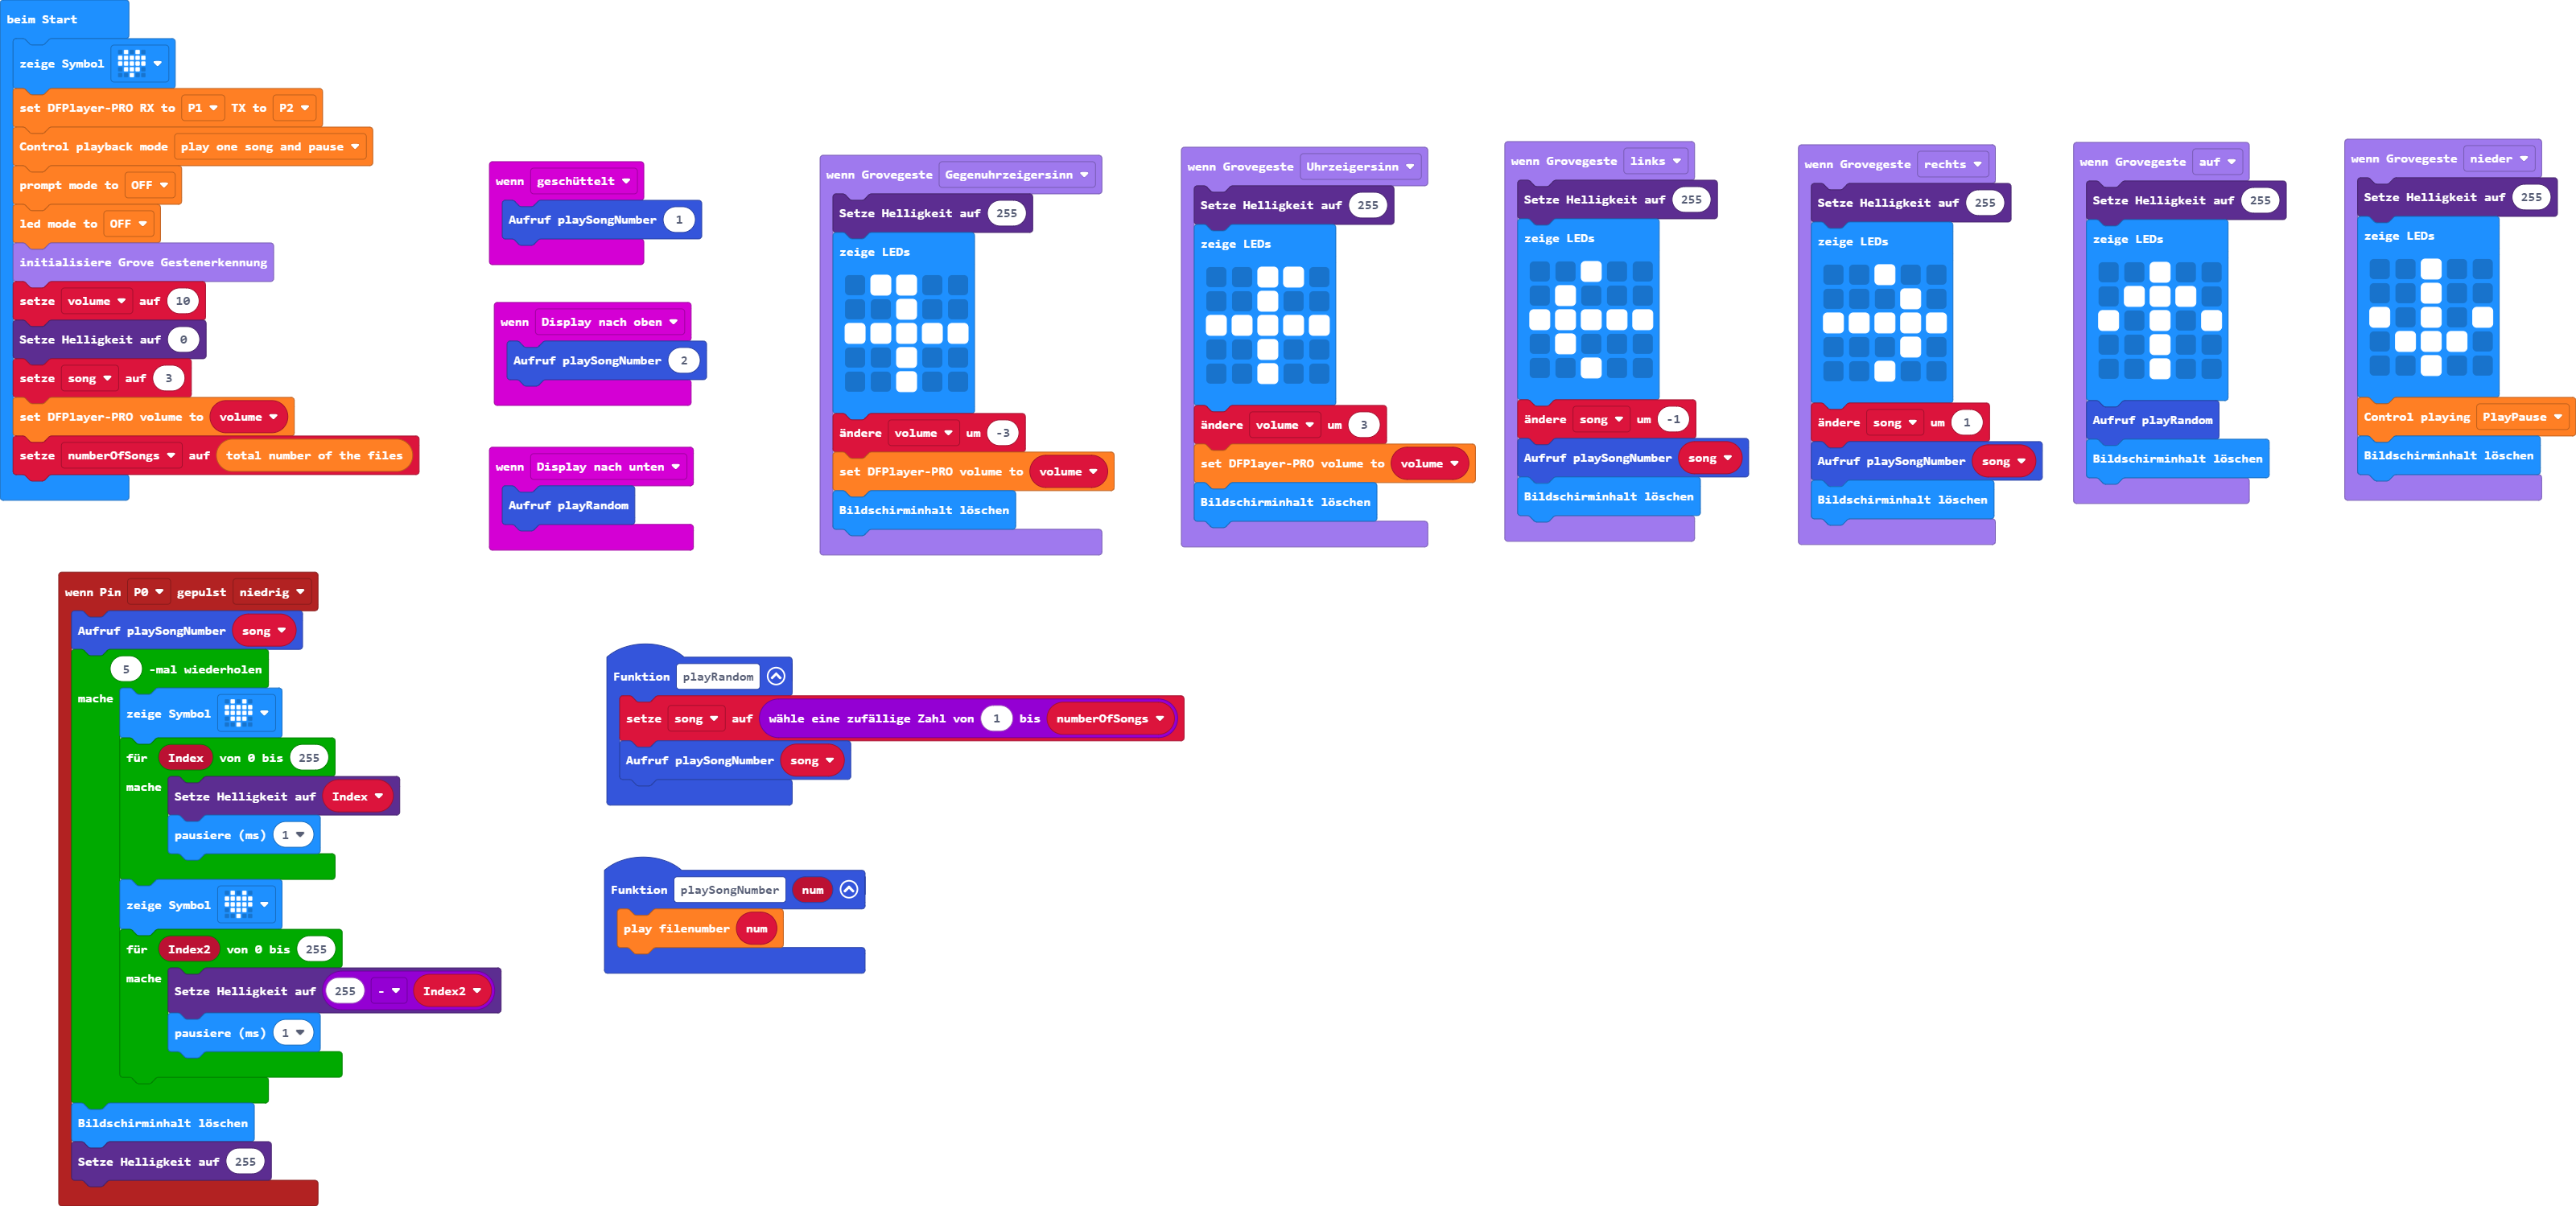 beim Start
zeige Symbol
set DFPlayer-PRO RX to P1 TX to P2
Control playback mode play one song and pause
prompt mode to OFF
led mode to OFF
initialisiere Grove Gestenerkennung
setze volume auf 10
Setze Helligkeit auf 0
setze song auf 3
set DFPlayer-PRO volume to volume
setze numberOfSongs auf total number of the files
wenn geschüttelt
Aufruf playSongNumber 1
wenn Display nach oben
Aufruf playSongNumber 2
wenn Display nach unten
Aufruf playRandom
wenn Grovegeste Gegenuhrzeigersinn
Setze Helligkeit auf 255
zeige LEDs
ändere volume um -3
set DFPlayer-PRO volume to volume
Bildschirminhalt löschen
wenn Grovegeste Uhrzeigersinn
Setze Helligkeit auf 255
zeige LEDs
ändere volume um 3
set DFPlayer-PRO volume to volume
Bildschirminhalt löschen
wenn Grovegeste links
Setze Helligkeit auf 255
zeige LEDs
ändere song um -1
Aufruf playSongNumber song
Bildschirminhalt löschen
wenn Grovegeste rechts
Setze Helligkeit auf 255
zeige LEDs
ändere song um 1
Aufruf playSongNumber song
Bildschirminhalt löschen
wenn Grovegeste auf
Setze Helligkeit auf 255
zeige LEDs
Aufruf playRandom
Bildschirminhalt löschen
wenn Grovegeste nieder
Setze Helligkeit auf 255
zeige LEDs
Control playing PlayPause
Bildschirminhalt löschen
wenn Pin P0 gepulst niedrig
Aufruf playSongNumber song
5 -mal wiederholen
mache
zeige Symbol
für Index von 0 bis 255
mache
Setze Helligkeit auf Index
pausiere (ms) 1
zeige Symbol
für Index2 von 0 bis 255
mache
Setze Helligkeit auf 255 - Index2
pausiere (ms) 1
Bildschirminhalt löschen
Setze Helligkeit auf 255
Funktion playRandom
setze song auf wähle eine zufällige Zahl von 1 bis numberOfSongs
Aufruf playSongNumber song
Funktion playSongNumber num
play filenumber num